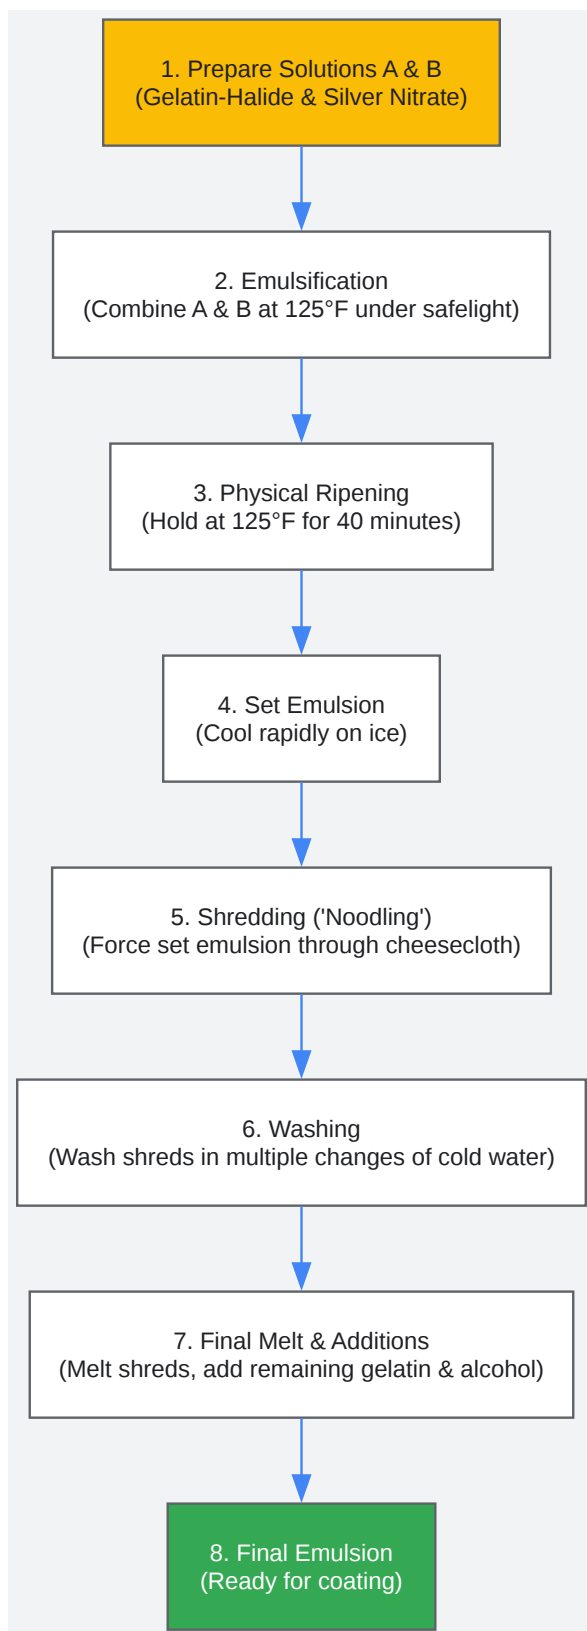 1. Prepare Solutions A & B
(Gelatin-Halide & Silver Nitrate)
2. Emulsification
(Combine A & B at 125°F under safelight)
3. Physical Ripening
(Hold at 125°F for 40 minutes)
4. Set Emulsion
(Cool rapidly on ice)
5. Shredding ('Noodling')
(Force set emulsion through cheesecloth)
6. Washing
(Wash shreds in multiple changes of cold water)
7. Final Melt & Additions
(Melt shreds, add remaining gelatin & alcohol)
8. Final Emulsion
(Ready for coating)